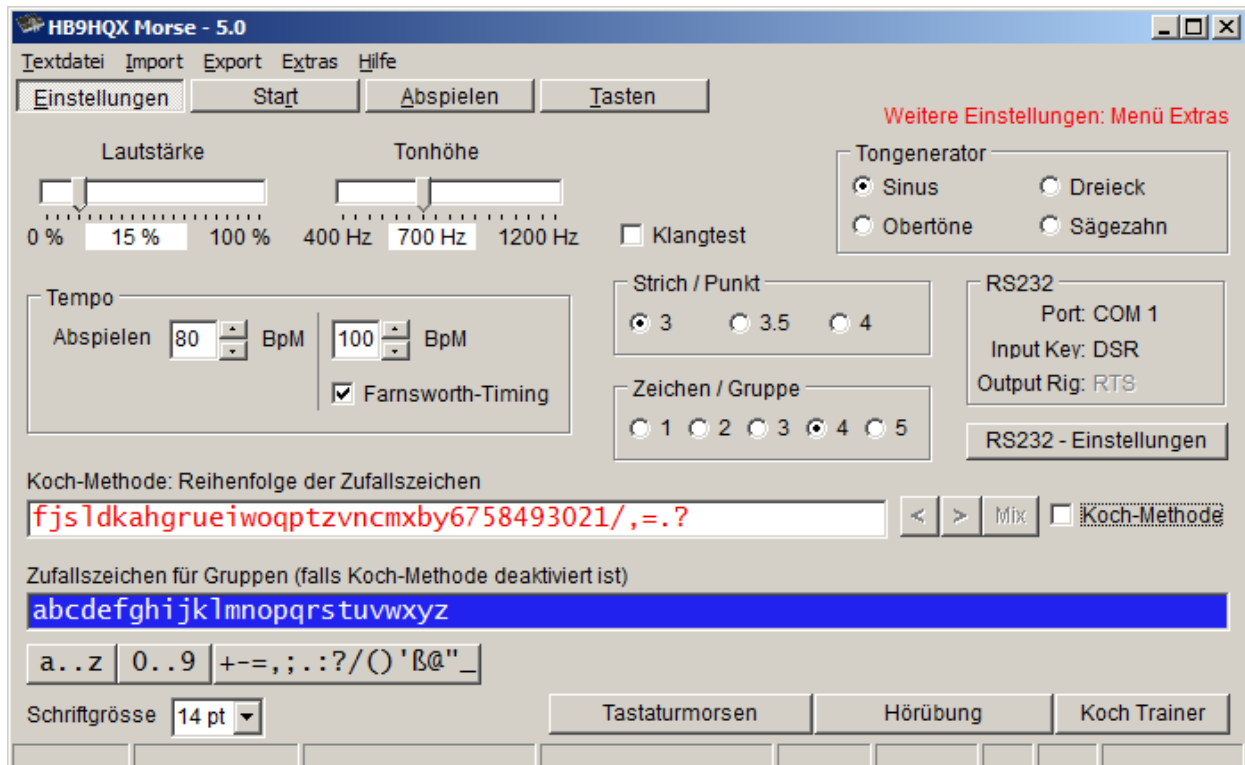 HB9HQX Morse - 5.0
Textdatei Import Export Extras Hilfe
Einstellungen Start Abspielen Tasten
Weitere Einstellungen: Menü Extras
Lautstärke Tonhöhe
0 % 15 % 100 % 400 Hz 700 Hz 1200 Hz
Klangtest
Tongenerator
Sinus Dreieck
Obertöne Sägezahn
Tempo
Abspielen 80 BpM 100 BpM
Farnsworth-Timing
Strich / Punkt
3 3.5 4
Zeichen / Gruppe
1 2 3 4 5
RS232
Port: COM 1
Input Key: DSR
Output Rig: RTS
RS232 - Einstellungen
Koch-Methode: Reihenfolge der Zufallszeichen
fjsldkahgrueiwoqptzvncmxby6758493021/,=.?
< > Mix Koch-Methode
Zufallszeichen für Gruppen (falls Koch-Methode deaktiviert ist)
abcdefghijklmnopqrstuvwxyz
a..z 0..9 +-=,;.:?/()'ß@"_
Schriftgrösse 14 pt Tastaturmorsen Hörübung Koch Trainer